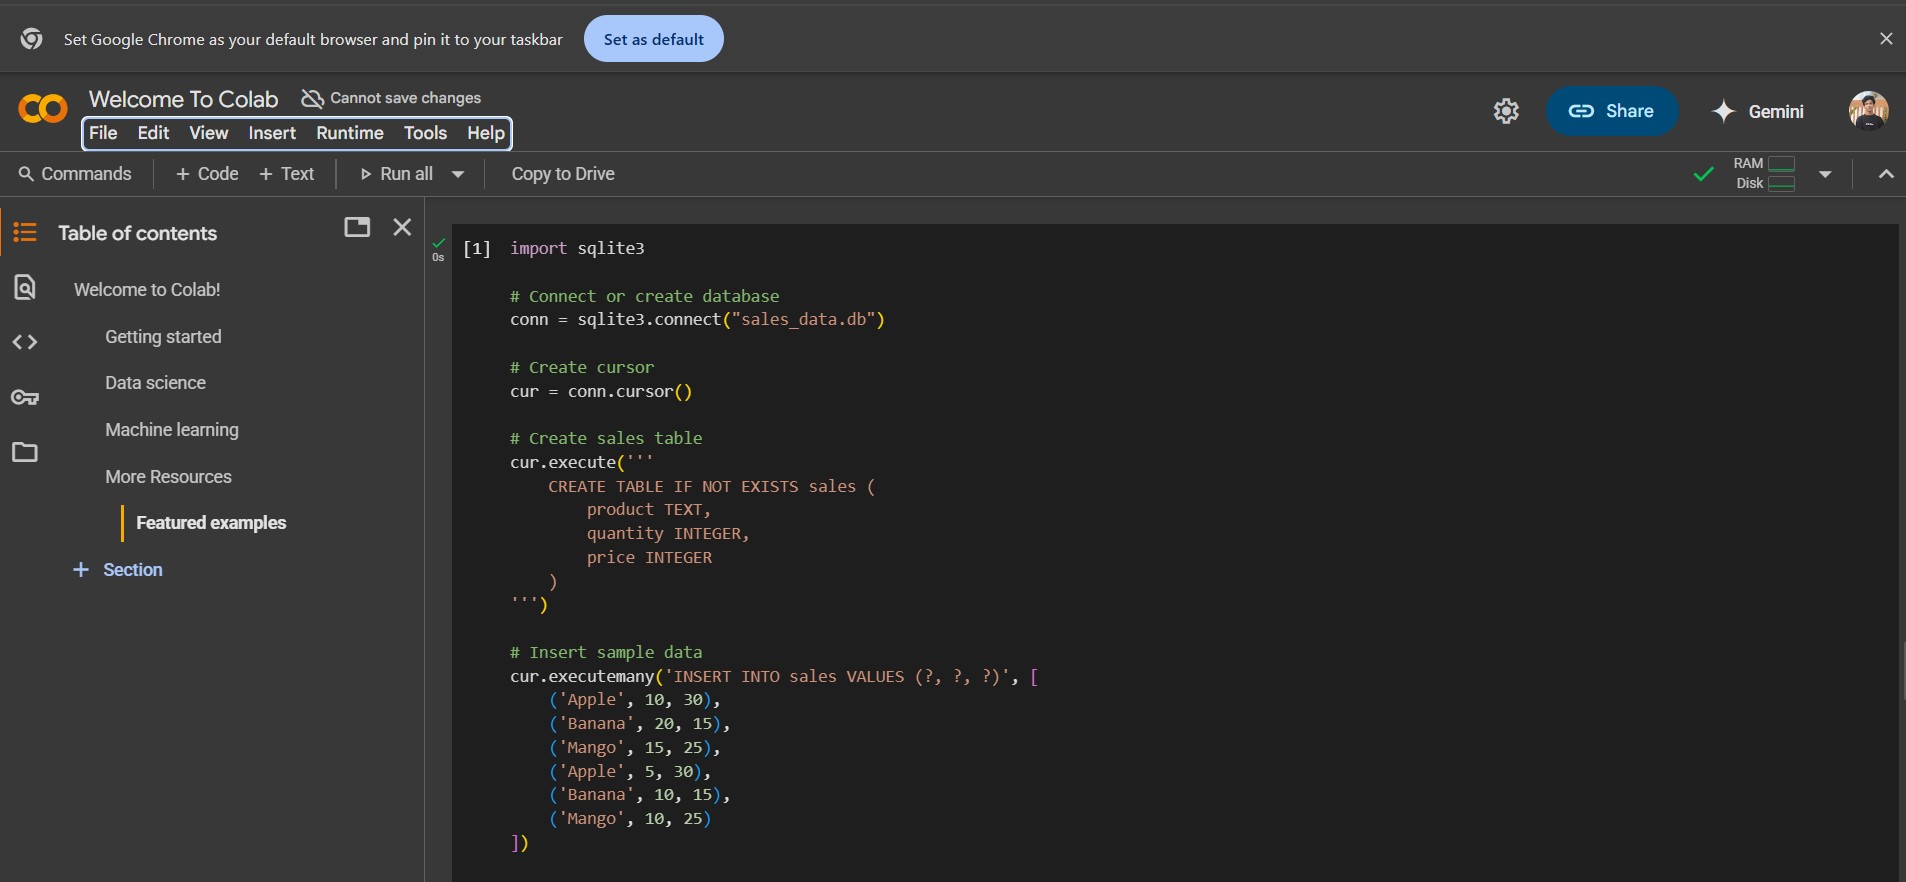 Set Google Chrome as your default browser and pin it to your taskbar Set as default
Welcome To Colab Cannot save changes
File Edit View Insert Runtime Tools Help
Share Gemini
Commands + Code + Text Run all Copy to Drive
RAM
Disk
Table of contents
Welcome to Colab!
Getting started
Data science
Machine learning
More Resources
Featured examples
+ Section
0s
[1] import sqlite3
# Connect or create database
conn = sqlite3.connect("sales_data.db")
# Create cursor
cur = conn.cursor()
# Create sales table
cur.execute('''
    CREATE TABLE IF NOT EXISTS sales (
        product TEXT,
        quantity INTEGER,
        price INTEGER
    )
''')
# Insert sample data
cur.executemany('INSERT INTO sales VALUES (?, ?, ?)', [
    ('Apple', 10, 30),
    ('Banana', 20, 15),
    ('Mango', 15, 25),
    ('Apple', 5, 30),
    ('Banana', 10, 15),
    ('Mango', 10, 25)
])